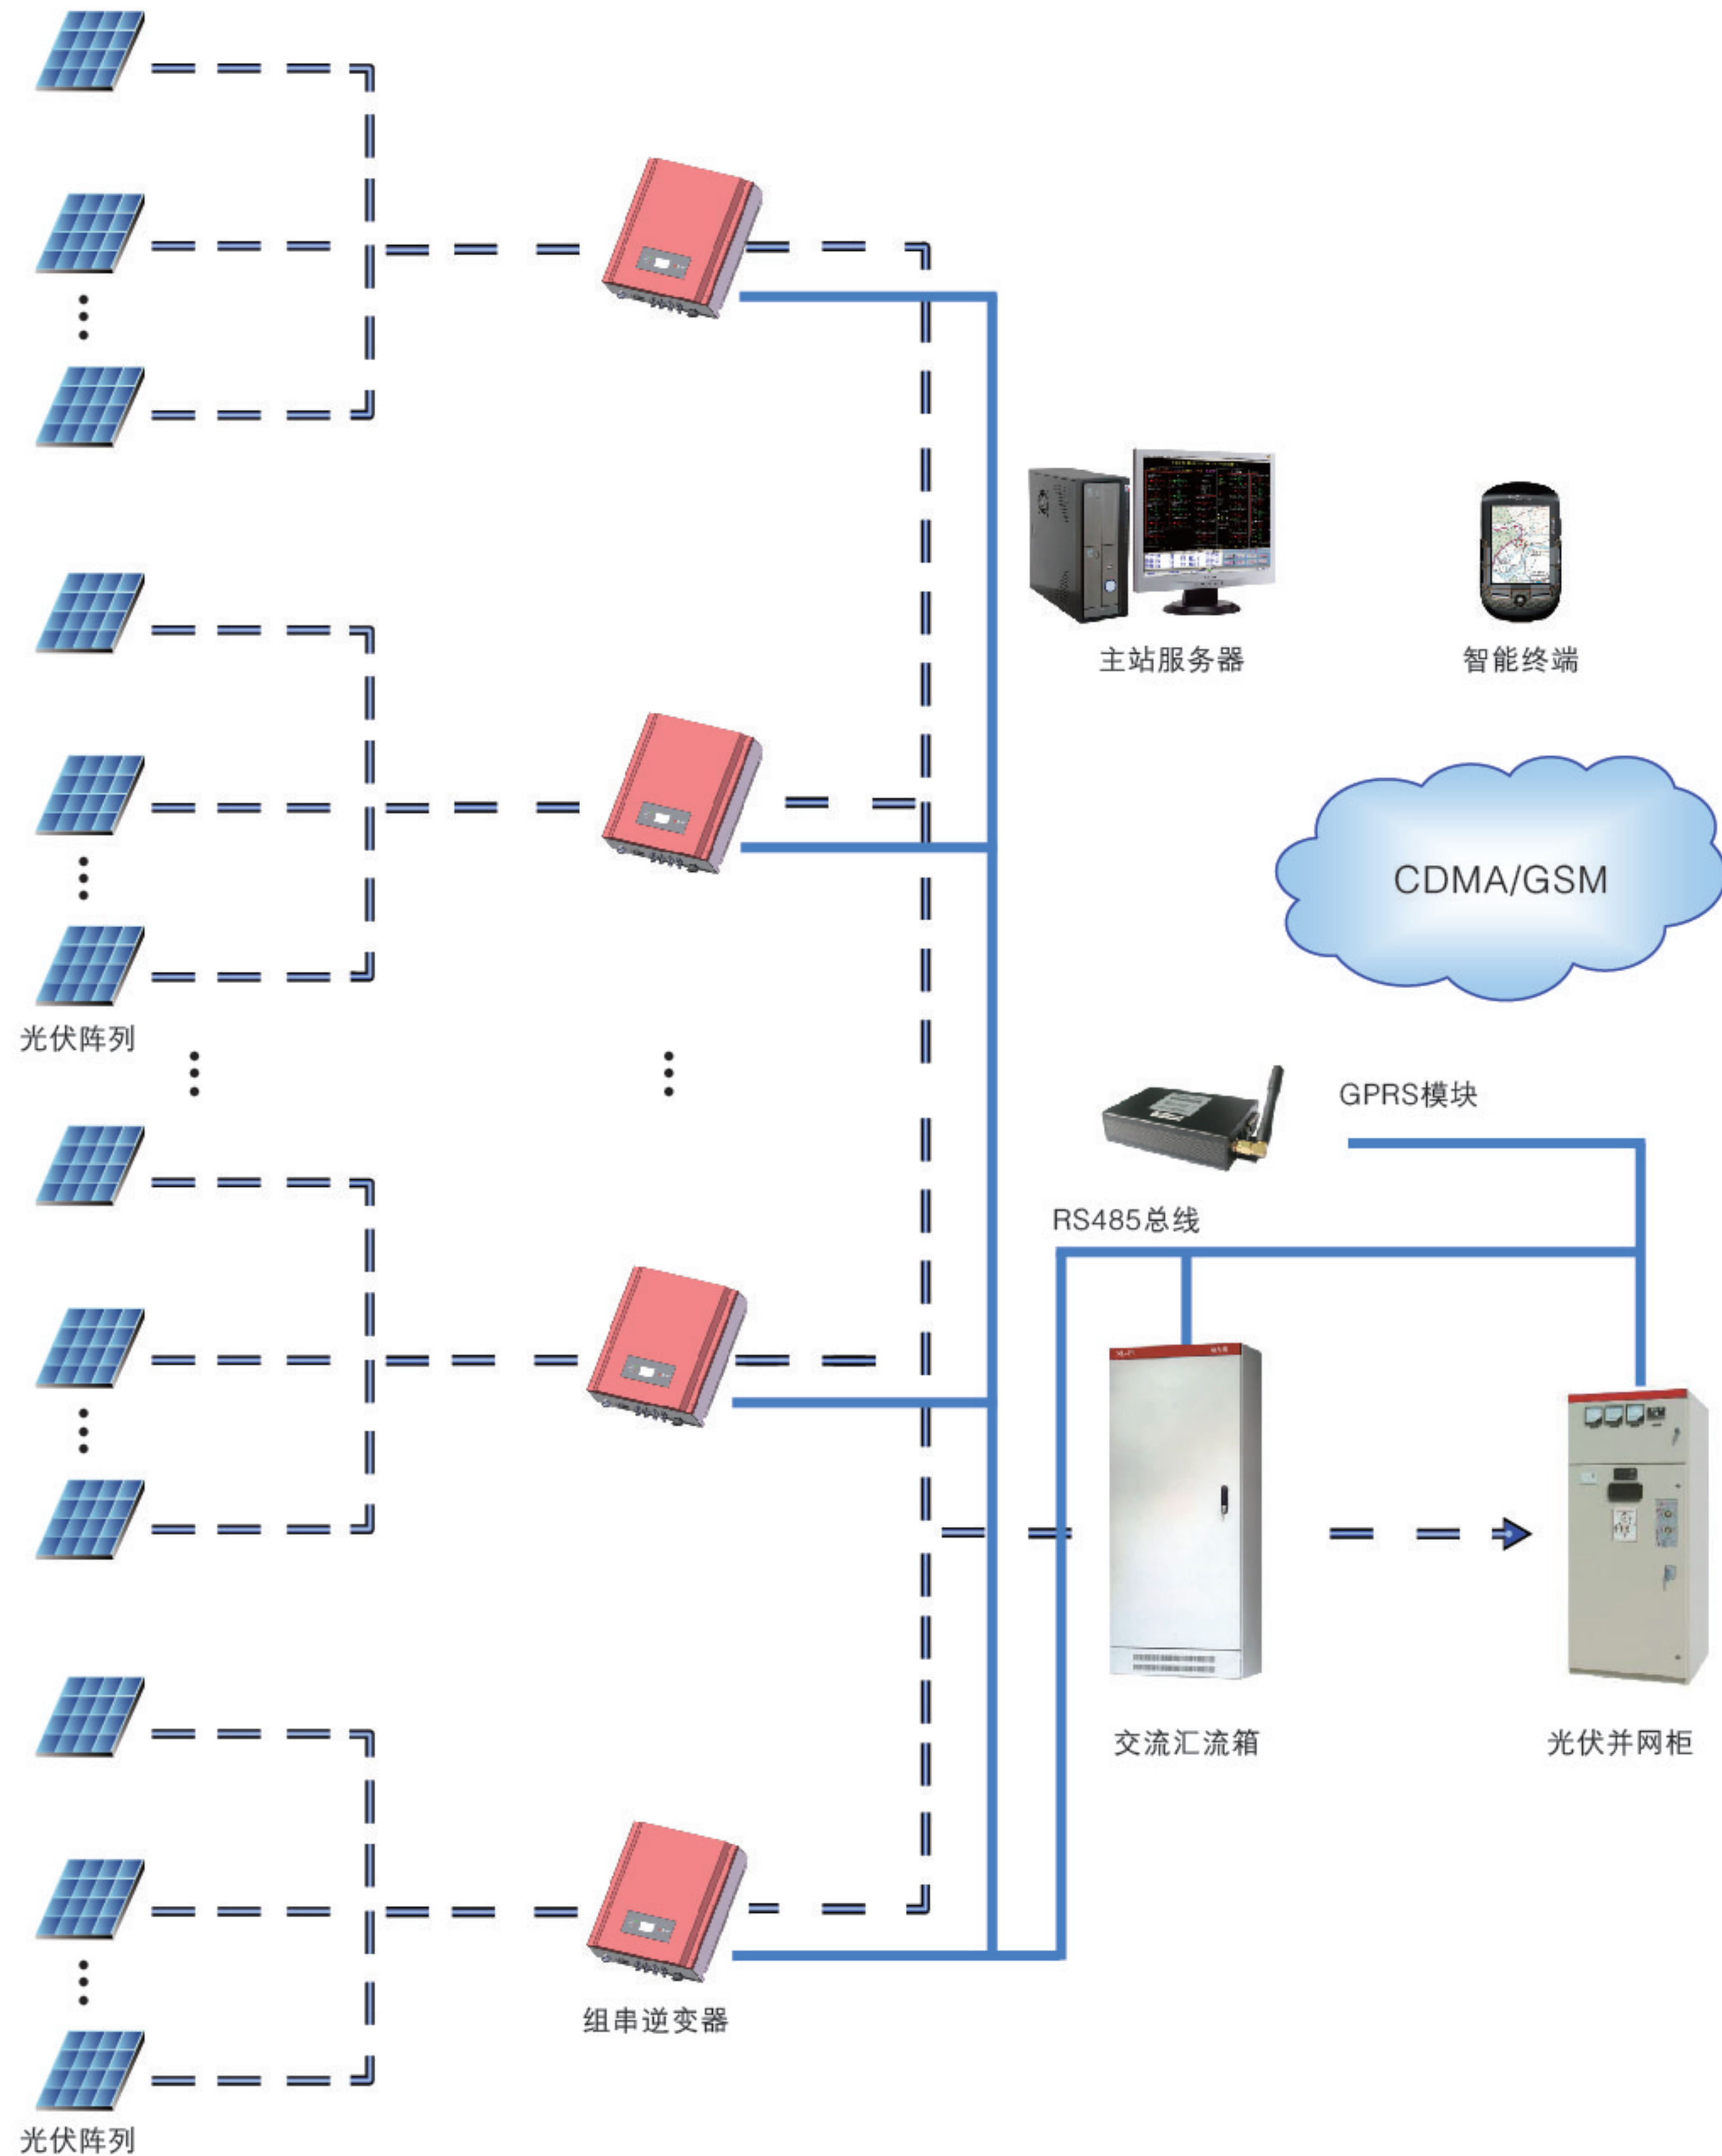 主站服务器
智能终端
CDMA/GSM
光伏阵列
GPRS模块
RS485总线
交流汇流箱
光伏并网柜
组串逆变器
光伏阵列